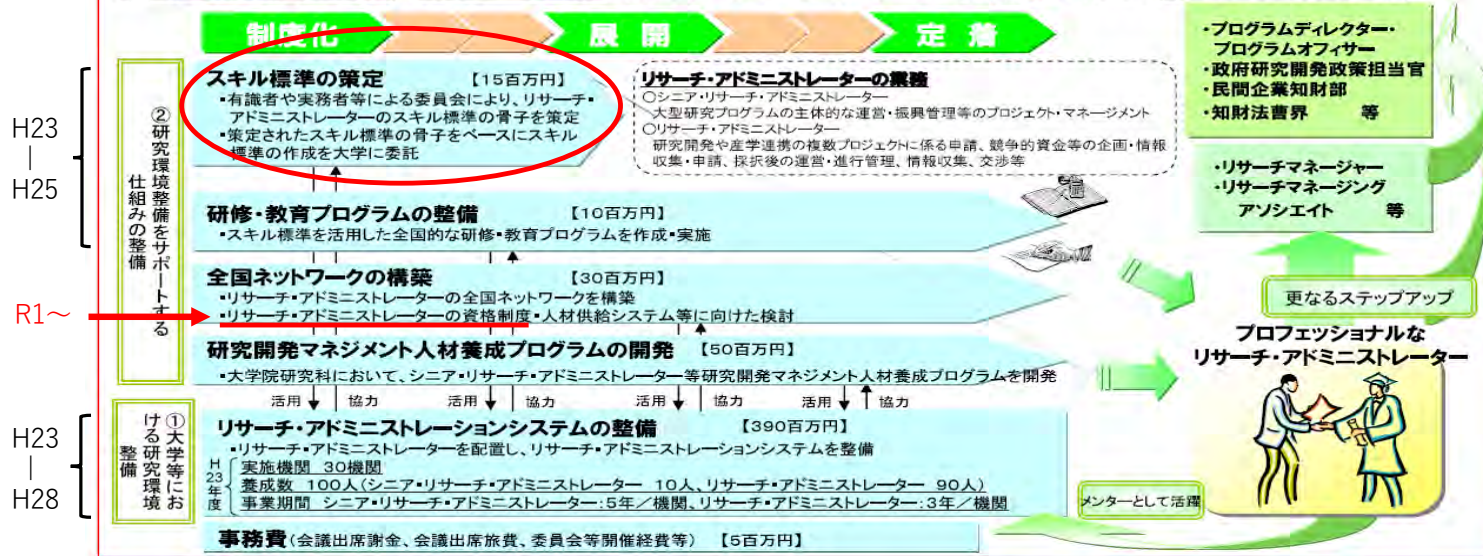 制度化
展開
定着
スキル標準の策定 【15百万円】
▪有識者や実務者等による委員会により、リサーチ・
アドミニストレーターのスキル標準の骨子を策定
▪策定されたスキル標準の骨子をベースにスキル
標準の作成を大学に委託
リサーチ・アドミニストレーターの業務
○シニア・リサーチ・アドミニストレーター
大型研究プログラムの主体的な運営・振興管理等のプロジェクト・マネージメント
○リサーチ・アドミニストレーター
研究開発や産学連携の複数プロジェクトに係る申請、競争的資金等の企画・情報
収集・申請、採択後の運営・進行管理、情報収集、交渉等
・プログラムディレクター・
プログラムオフィサー
・政府研究開発政策担当官
・民間企業知財部
・知財法曹界 等
・リサーチマネージャー
・リサーチマネージング
アソシエイト 等
H23
|
H25
②研究環境整備をサポートする
仕組みの整備
研修・教育プログラムの整備 【10百万円】
▪スキル標準を活用した全国的な研修・教育プログラムを作成・実施
全国ネットワークの構築 【30百万円】
▪リサーチ・アドミニストレーターの全国ネットワークを構築
▪リサーチ・アドミニストレーターの資格制度・人材供給システム等に向けた検討
R1～
研究開発マネジメント人材養成プログラムの開発 【50百万円】
▪大学院研究科において、シニア・リサーチ・アドミニストレーター等研究開発マネジメント人材養成プログラムを開発
活用 協力 活用 協力 活用 協力 活用 協力
更なるステップアップ
プロフェッショナルな
リサーチ・アドミニストレーター
H23
|
H28
①大学等にお
ける研究環境
整備
リサーチ・アドミニストレーションシステムの整備 【390百万円】
▪リサーチ・アドミニストレーターを配置し、リサーチ・アドミニストレーションシステムを整備
H23年度
実施機関 30機関
養成数 100人(シニア・リサーチ・アドミニストレーター 10人、リサーチ・アドミニストレーター 90人)
事業期間 シニア・リサーチ・アドミニストレーター:5年／機関、リサーチ・アドミニストレーター:3年／機関
メンターとして活躍
事務費(会議出席謝金、会議出席旅費、委員会等開催経費等) 【5百万円】